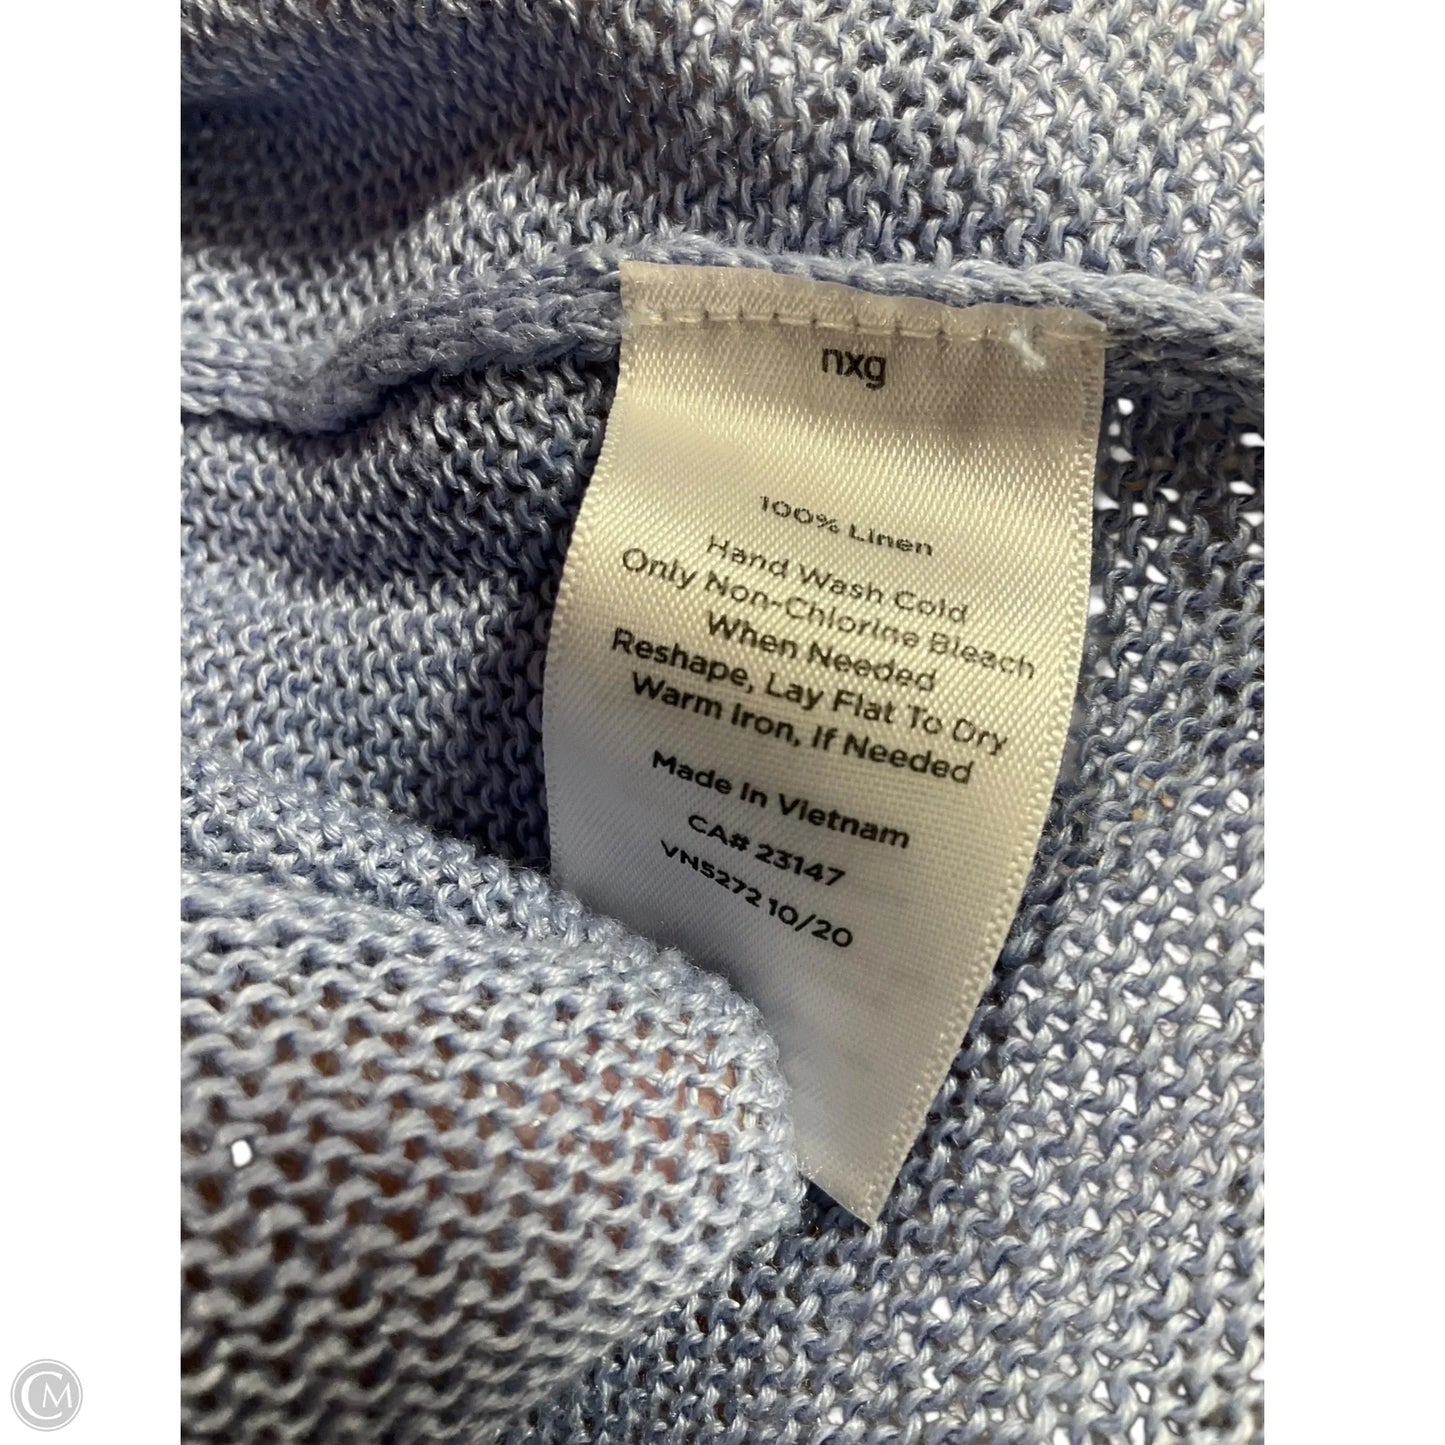 nxg
100% Linen
Hand Wash Cold
Only Non-Chlorine Bleach
When Needed
Reshape, Lay Flat To Dry
Warm Iron, If Needed
Made In Vietnam
CA# 23147
VN5272 10/20
CM